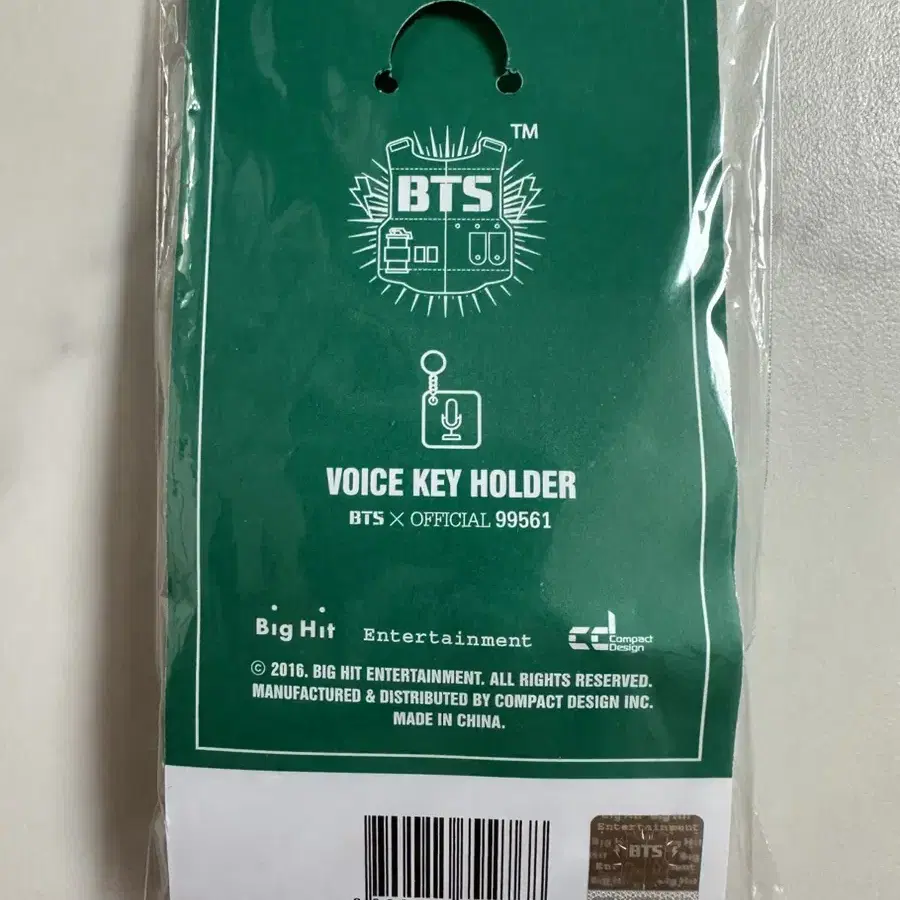 TM
BTS
VOICE KEY HOLDER
BTS × OFFICIAL 99561
Big Hit Entertainment
cd Compact
Design
© 2016. BIG HIT ENTERTAINMENT. ALL RIGHTS RESERVED.
MANUFACTURED & DISTRIBUTED BY COMPACT DESIGN INC.
MADE IN CHINA.
Entertainment
BTS